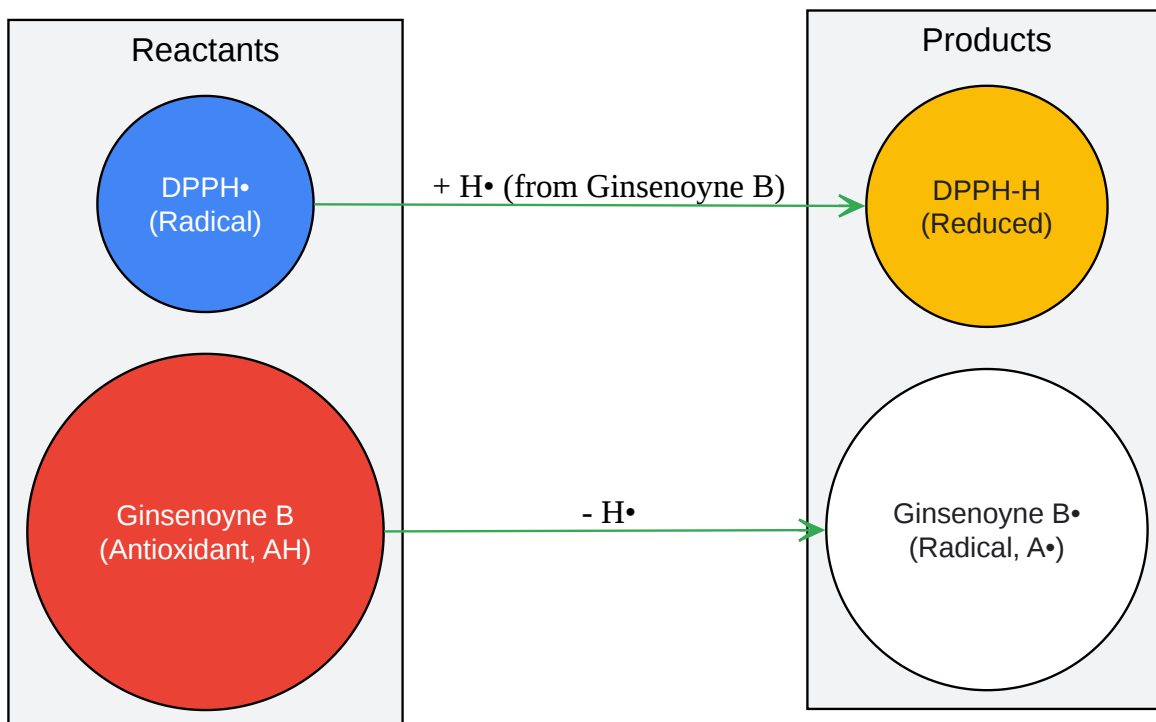 Reactants
Products
DPPH•
(Radical)
+ H• (from Ginsenoyne B)
DPPH-H
(Reduced)
Ginsenoyne B
(Antioxidant, AH)
- H•
Ginsenoyne B•
(Radical, A•)